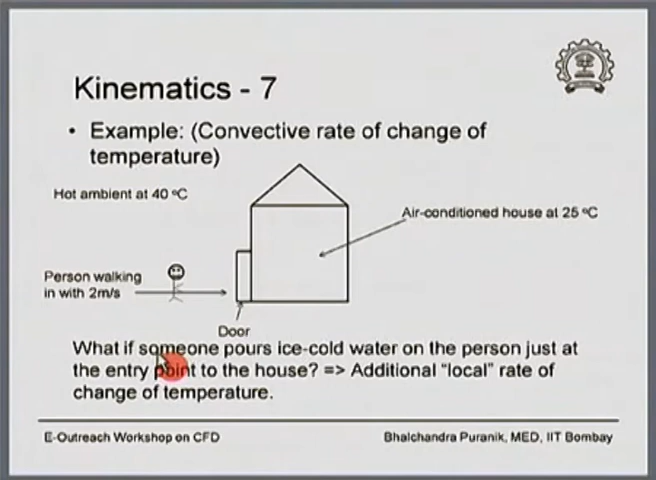 Kinematics - 7
• Example: (Convective rate of change of
temperature)
Hot ambient at 40 ºC
Air-conditioned house at 25 ºC
Person walking
in with 2m/s
Door
What if someone pours ice-cold water on the person just at
the entry point to the house? => Additional “local” rate of
change of temperature.
E-Outreach Workshop on CFD
Bhalchandra Puranik, MED, IIT Bombay